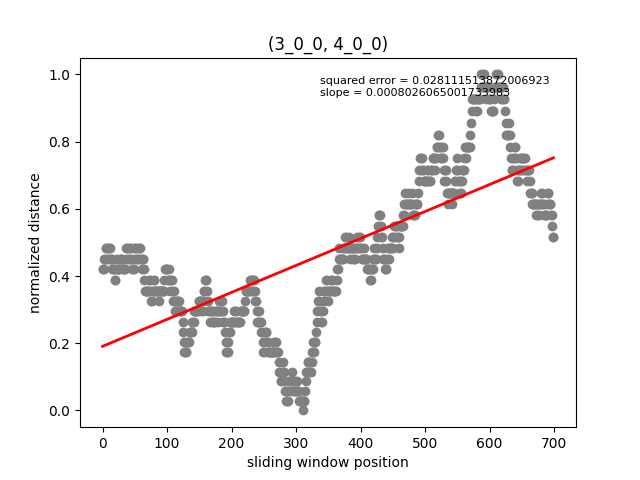 (3_0_0, 4_0_0)
squared error = 0.028111513872006923
slope = 0.0008026065001733983
1.0
0.8
0.6
0.4
0.2
0.0
normalized distance
0 100 200 300 400 500 600 700
sliding window position